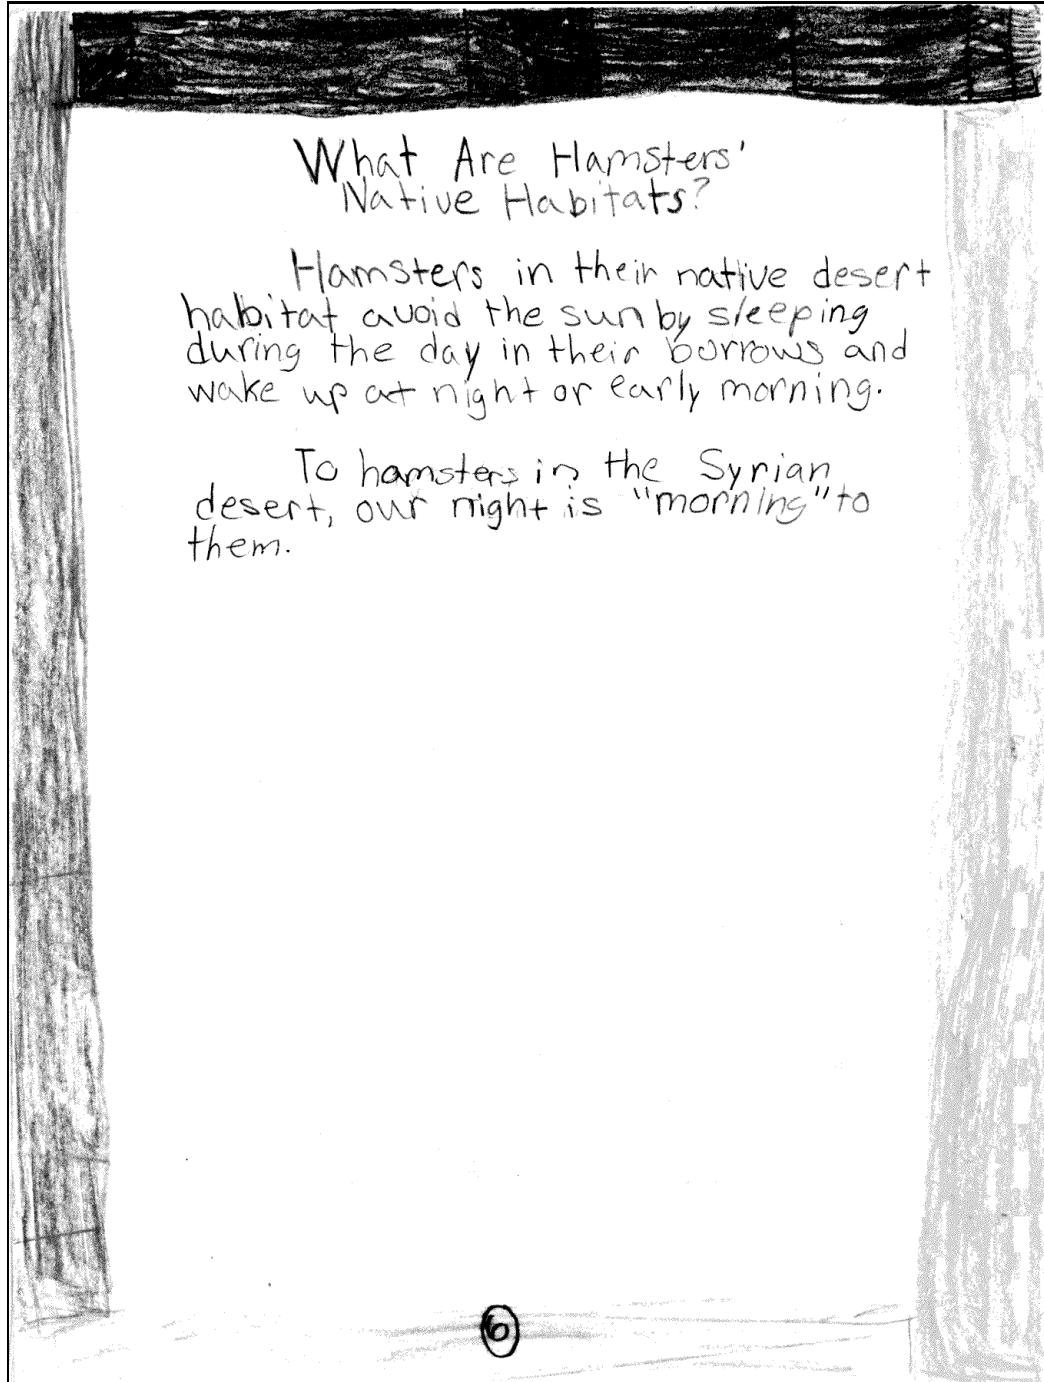 What Are Hamsters'
Native Habitats?
Hamsters in their native desert
habitat avoid the sun by sleeping
during the day in their borrows and
wake up at night or early morning.
To hamsters in the Syrian
desert, our night is "morning" to
them.
6